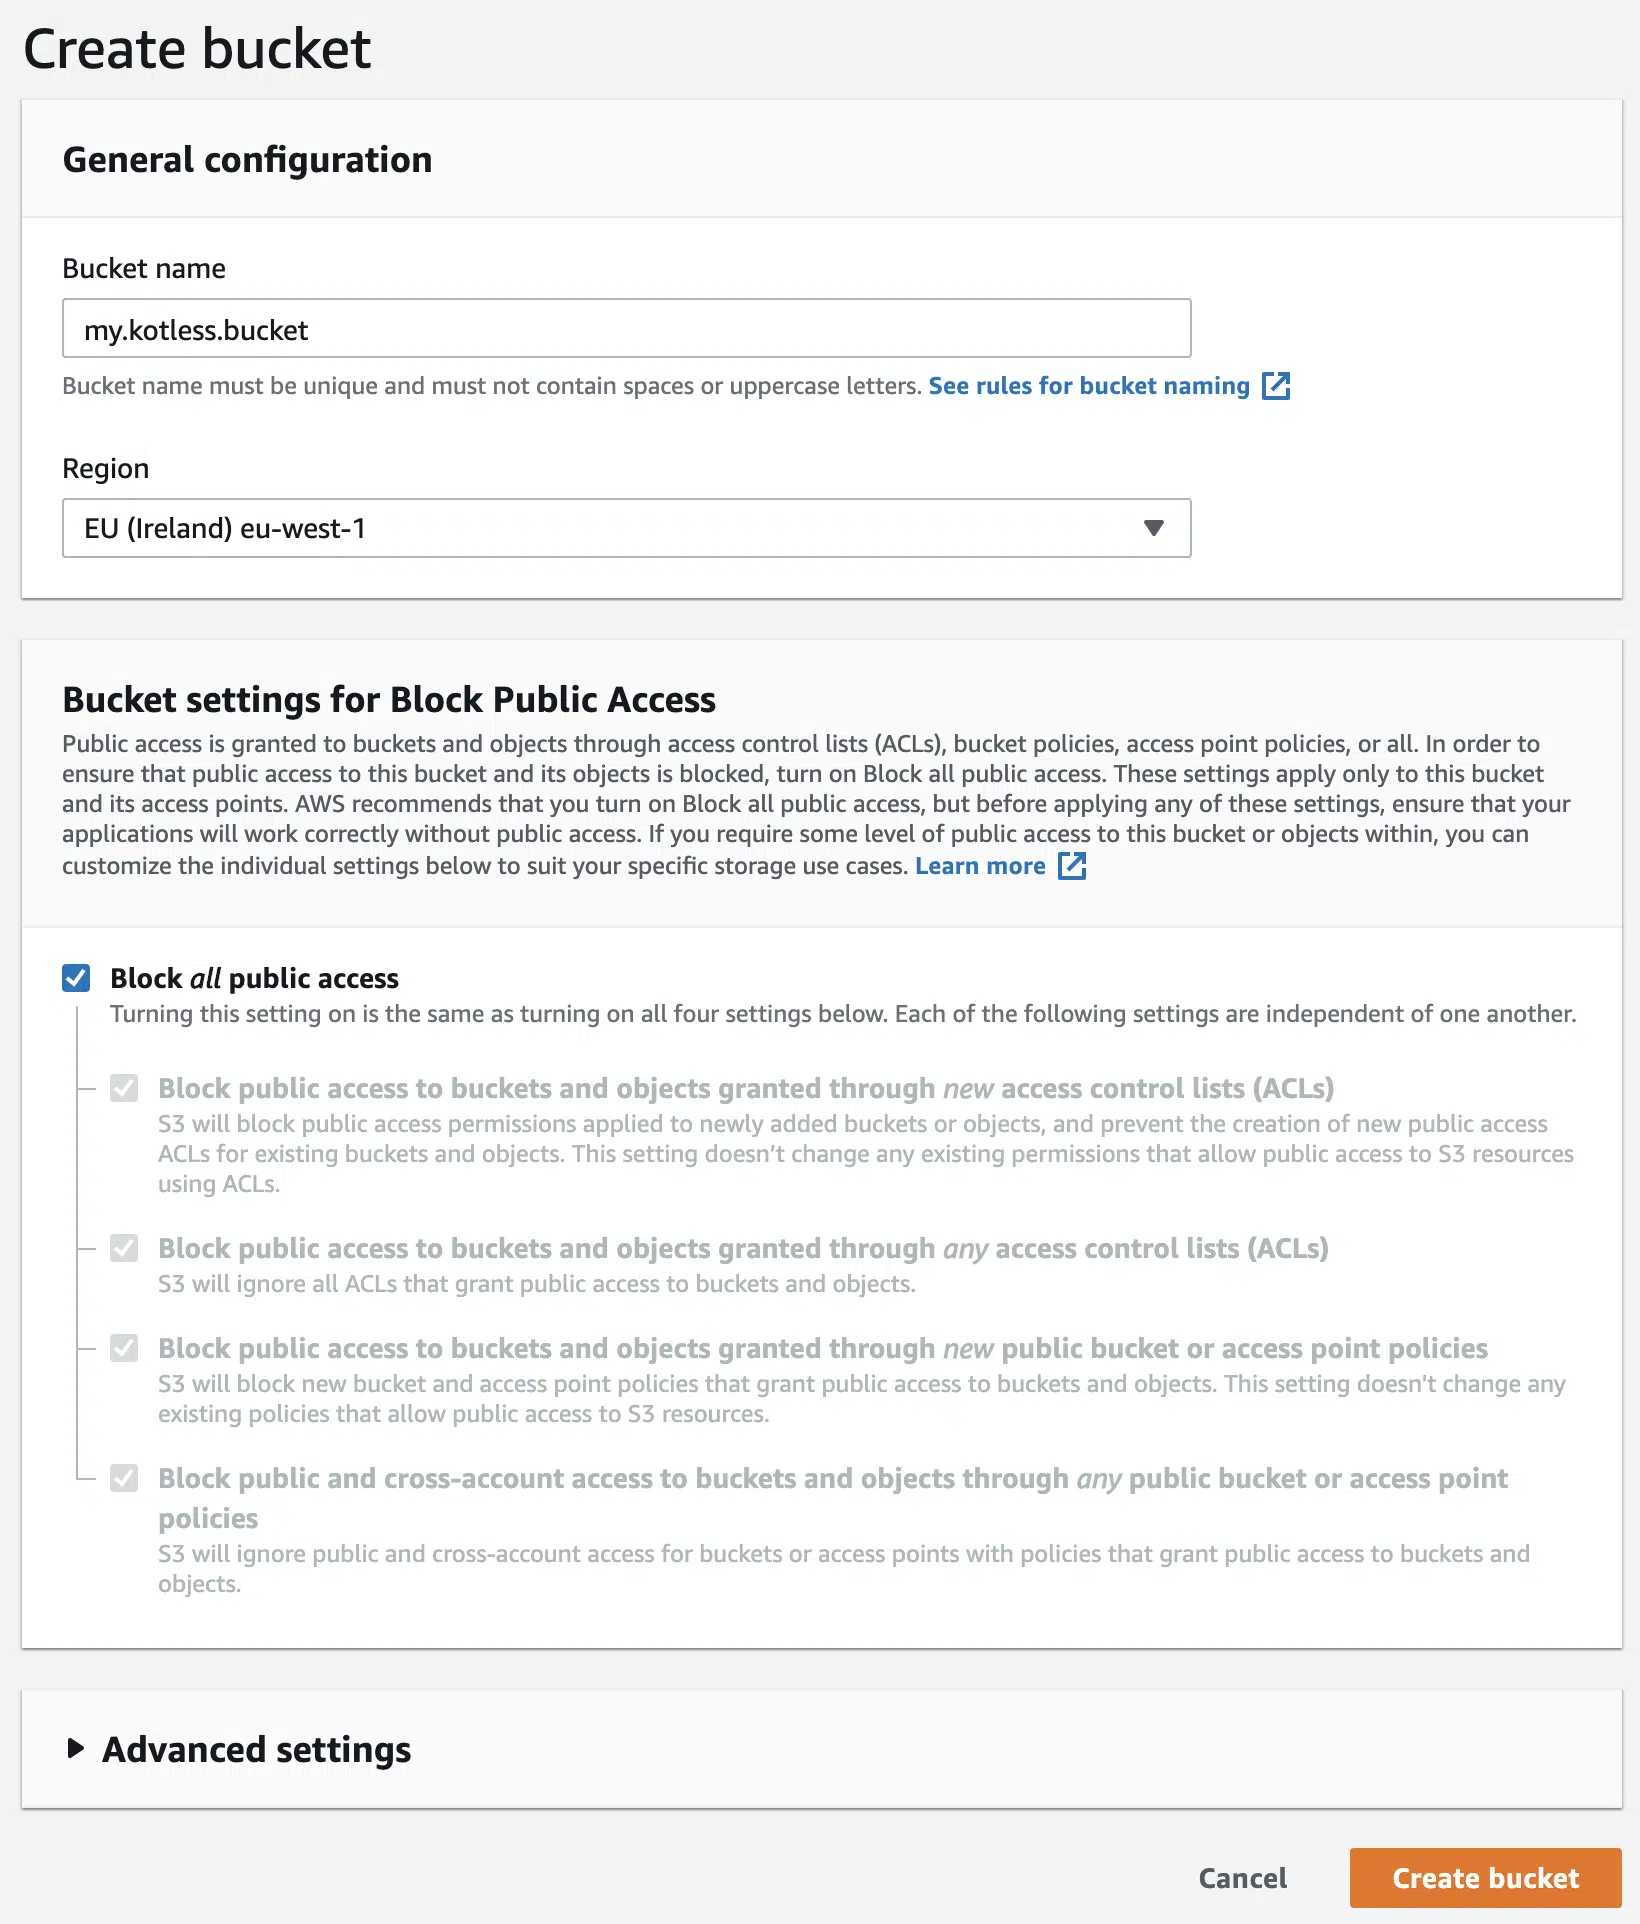 Create bucket
General configuration
Bucket name
my.kotless.bucket
Bucket name must be unique and must not contain spaces or uppercase letters. See rules for bucket naming
Region
EU (Ireland) eu-west-1
Bucket settings for Block Public Access
Public access is granted to buckets and objects through access control lists (ACLs), bucket policies, access point policies, or all. In order to
ensure that public access to this bucket and its objects is blocked, turn on Block all public access. These settings apply only to this bucket
and its access points. AWS recommends that you turn on Block all public access, but before applying any of these settings, ensure that your
applications will work correctly without public access. If you require some level of public access to this bucket or objects within, you can
customize the individual settings below to suit your specific storage use cases. Learn more
Block all public access
Turning this setting on is the same as turning on all four settings below. Each of the following settings are independent of one another.
Block public access to buckets and objects granted through new access control lists (ACLs)
S3 will block public access permissions applied to newly added buckets or objects, and prevent the creation of new public access
ACLs for existing buckets and objects. This setting doesn’t change any existing permissions that allow public access to S3 resources
using ACLs.
Block public access to buckets and objects granted through any access control lists (ACLs)
S3 will ignore all ACLs that grant public access to buckets and objects.
Block public access to buckets and objects granted through new public bucket or access point policies
S3 will block new bucket and access point policies that grant public access to buckets and objects. This setting doesn't change any
existing policies that allow public access to S3 resources.
Block public and cross-account access to buckets and objects through any public bucket or access point
policies
S3 will ignore public and cross-account access for buckets or access points with policies that grant public access to buckets and
objects.
Advanced settings
Cancel
Create bucket